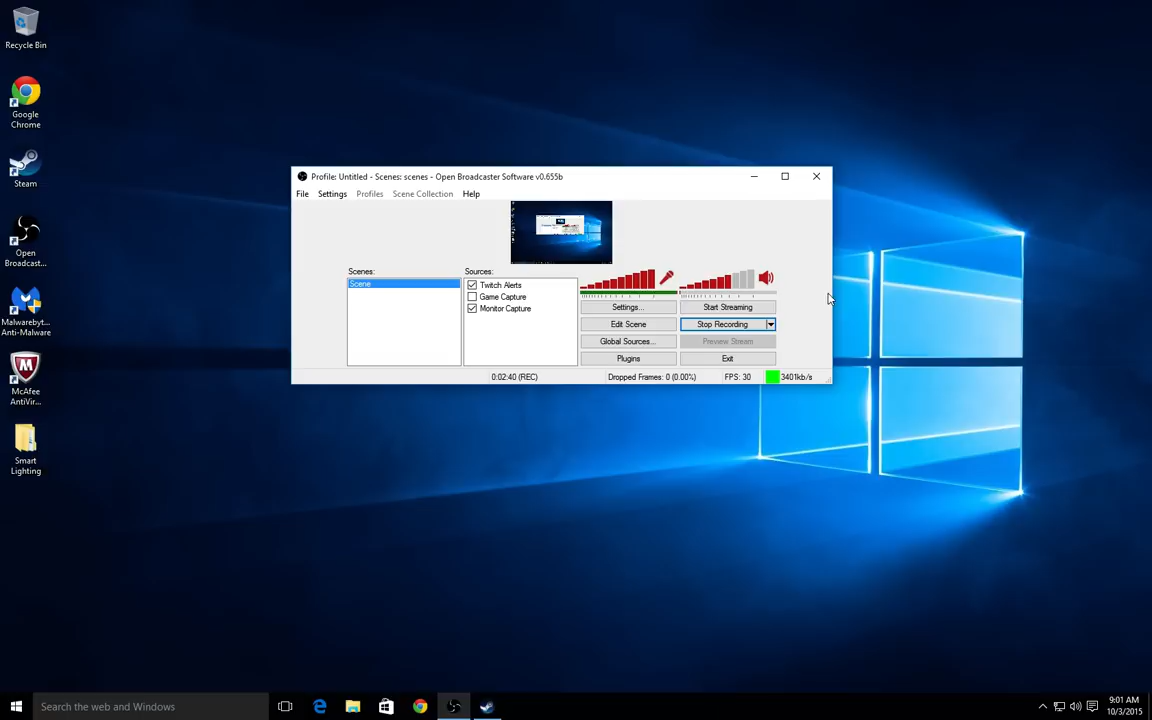 Recycle Bin
Google
Chrome
Steam
Open
Broadcast...
Malwarebyt...
Anti-Malware
McAfee
AntiVir...
Smart
Lighting
Profile: Untitled - Scenes: scenes - Open Broadcaster Software v0.655b
File Settings Profiles Scene Collection Help
Scenes:
Scene
Sources:
Twitch Alerts
Game Capture
Monitor Capture
Settings...
Start Streaming
Edit Scene
Stop Recording
Global Sources...
Preview Stream
Plugins
Exit
0:02:40 (REC)
Dropped Frames: 0 (0.00%)
FPS: 30
3401kb/s
Search the web and Windows
9:01 AM
10/3/2015